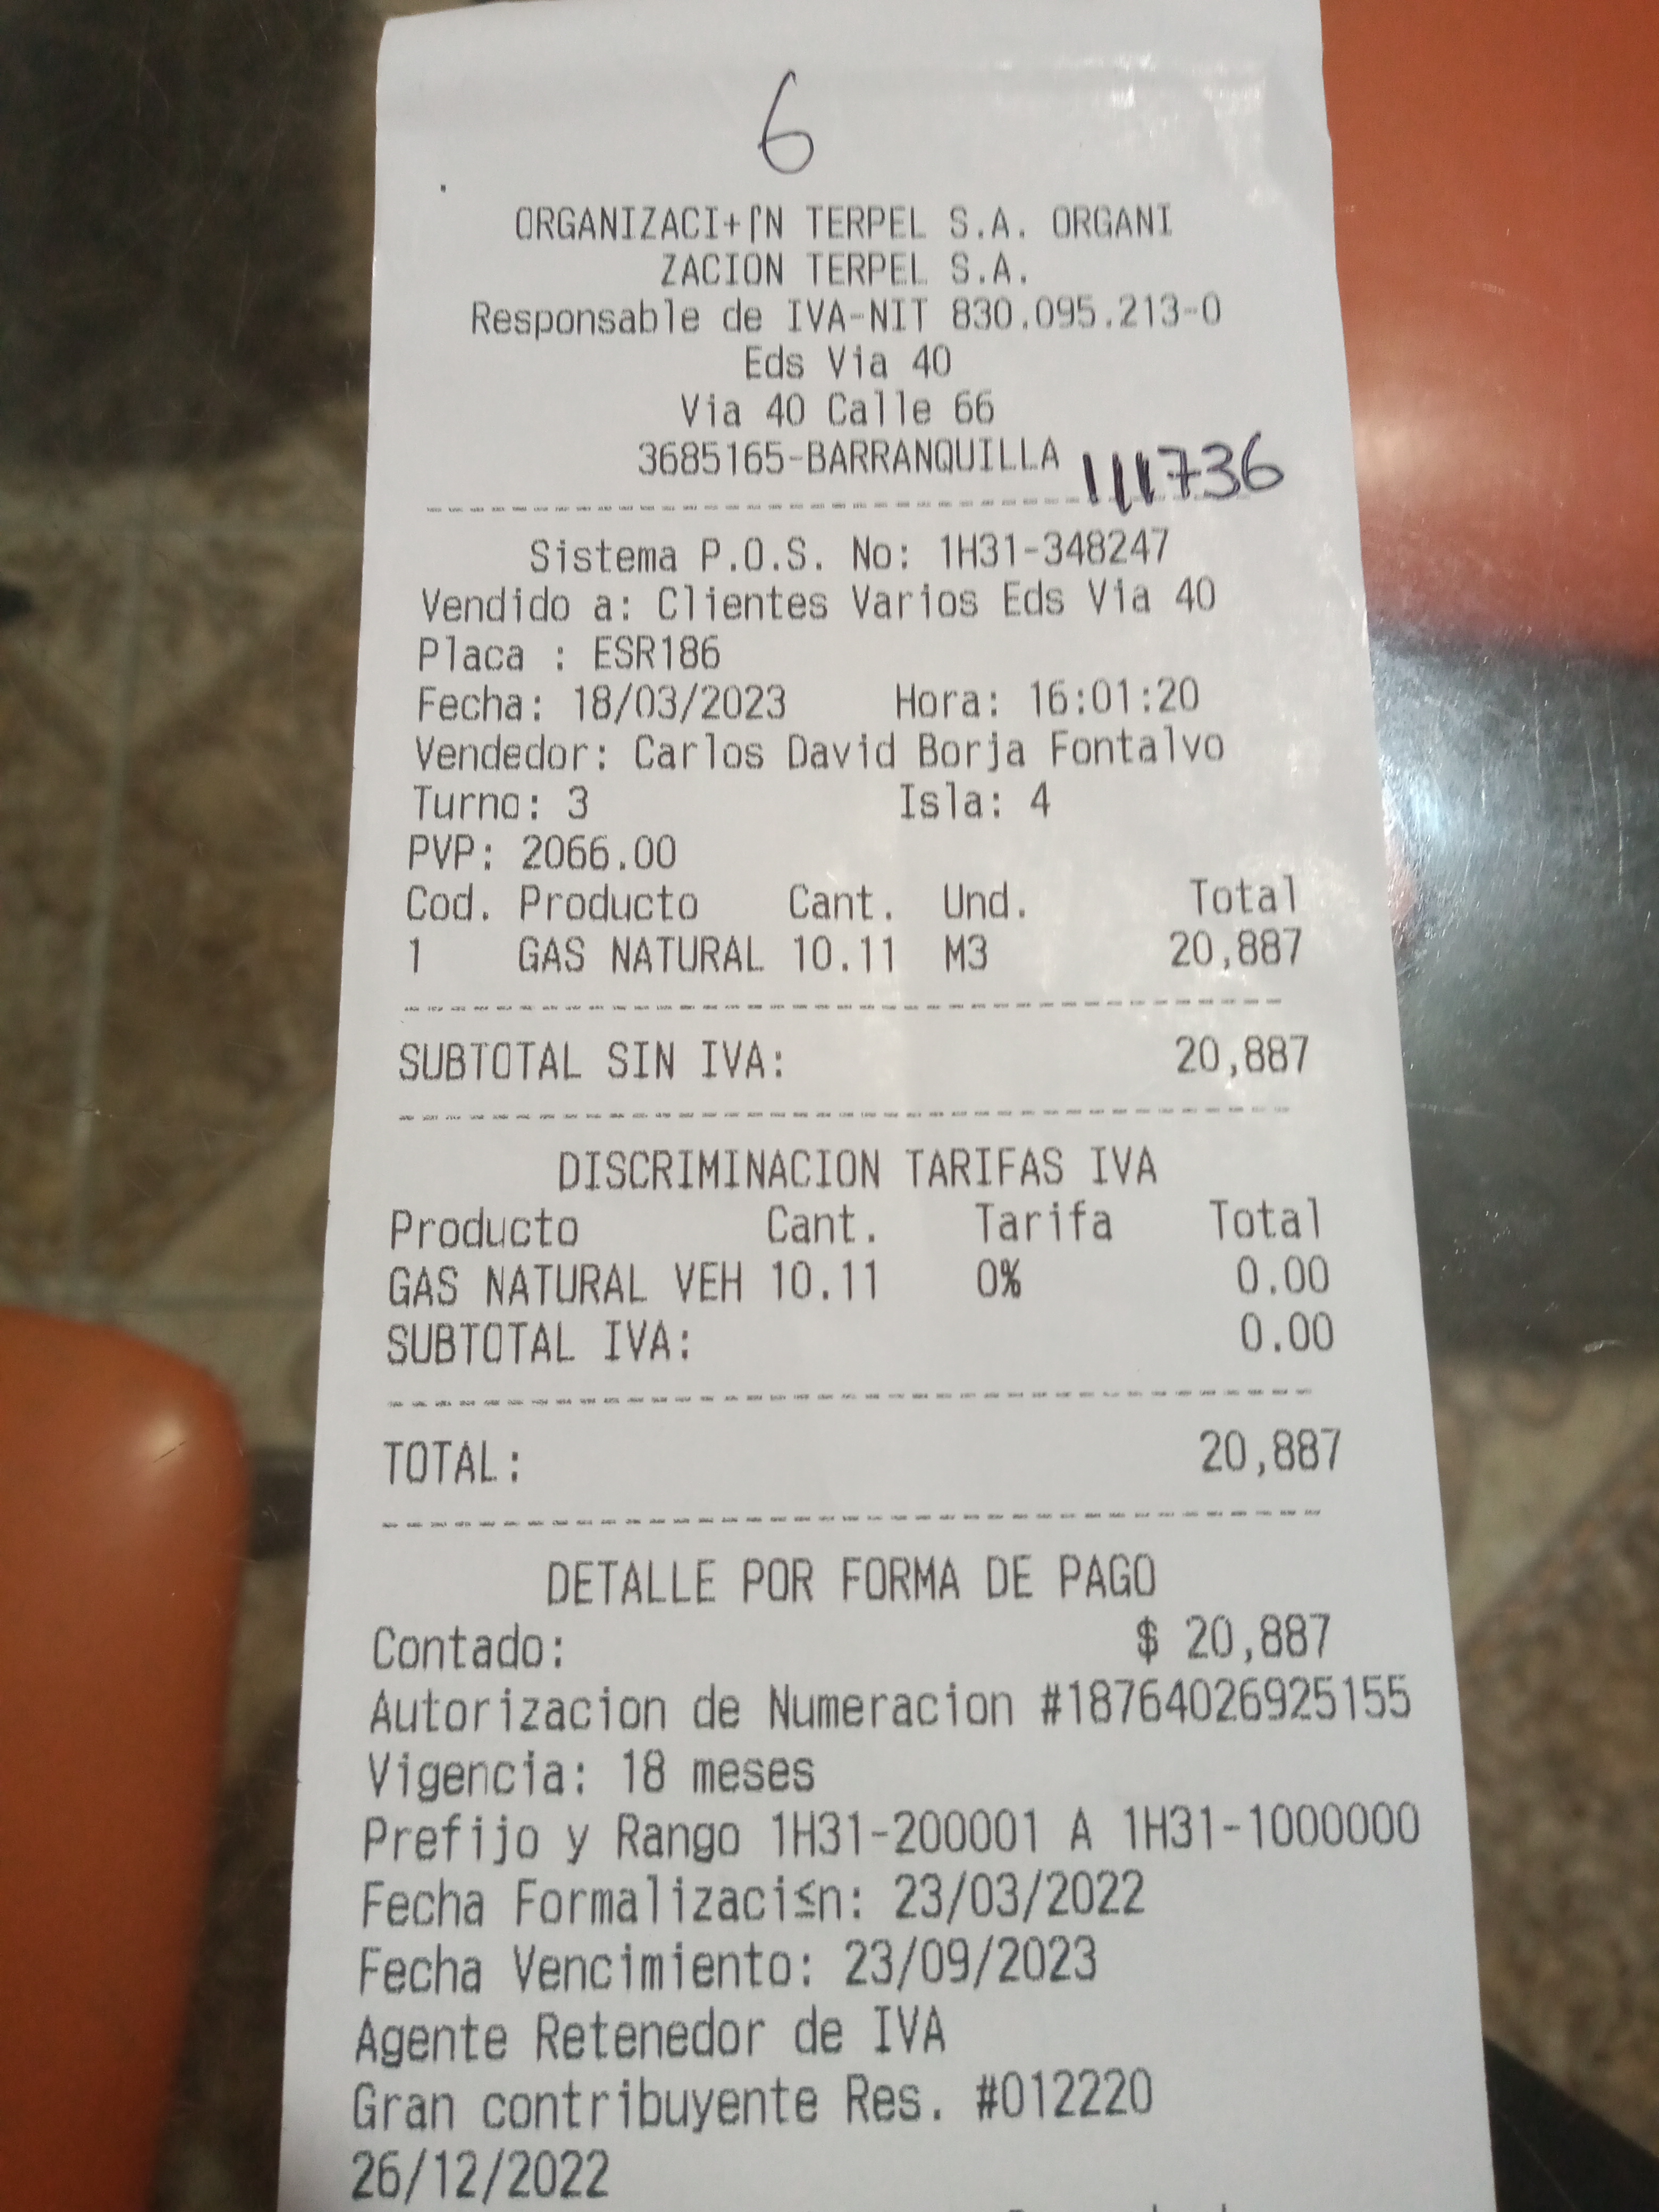 6
ORGANIZACI+⌠N TERPEL S.A. ORGANI
ZACION TERPEL S.A.
Responsable de IVA-NIT 830.095.213-0
Eds Via 40
Via 40 Calle 66
3685165-BARRANQUILLA 111736
Sistema P.O.S. No: 1H31-348247
Vendido a: Clientes Varios Eds Via 40
Placa : ESR186
Fecha: 18/03/2023 Hora: 16:01:20
Vendedor: Carlos David Borja Fontalvo
Turno: 3 Isla: 4
PVP: 2066.00
Cod. Producto Cant. Und. Total
1 GAS NATURAL 10.11 M3 20,887
SUBTOTAL SIN IVA: 20,887
DISCRIMINACION TARIFAS IVA
Producto Cant. Tarifa Total
GAS NATURAL VEH 10.11 0% 0.00
SUBTOTAL IVA: 0.00
TOTAL: 20,887
DETALLE POR FORMA DE PAGO
Contado: $ 20,887
Autorizacion de Numeracion #18764026925155
Vigencia: 18 meses
Prefijo y Rango 1H31-200001 A 1H31-1000000
Fecha Formalizaci≤n: 23/03/2022
Fecha Vencimiento: 23/09/2023
Agente Retenedor de IVA
Gran contribuyente Res. #012220
26/12/2022